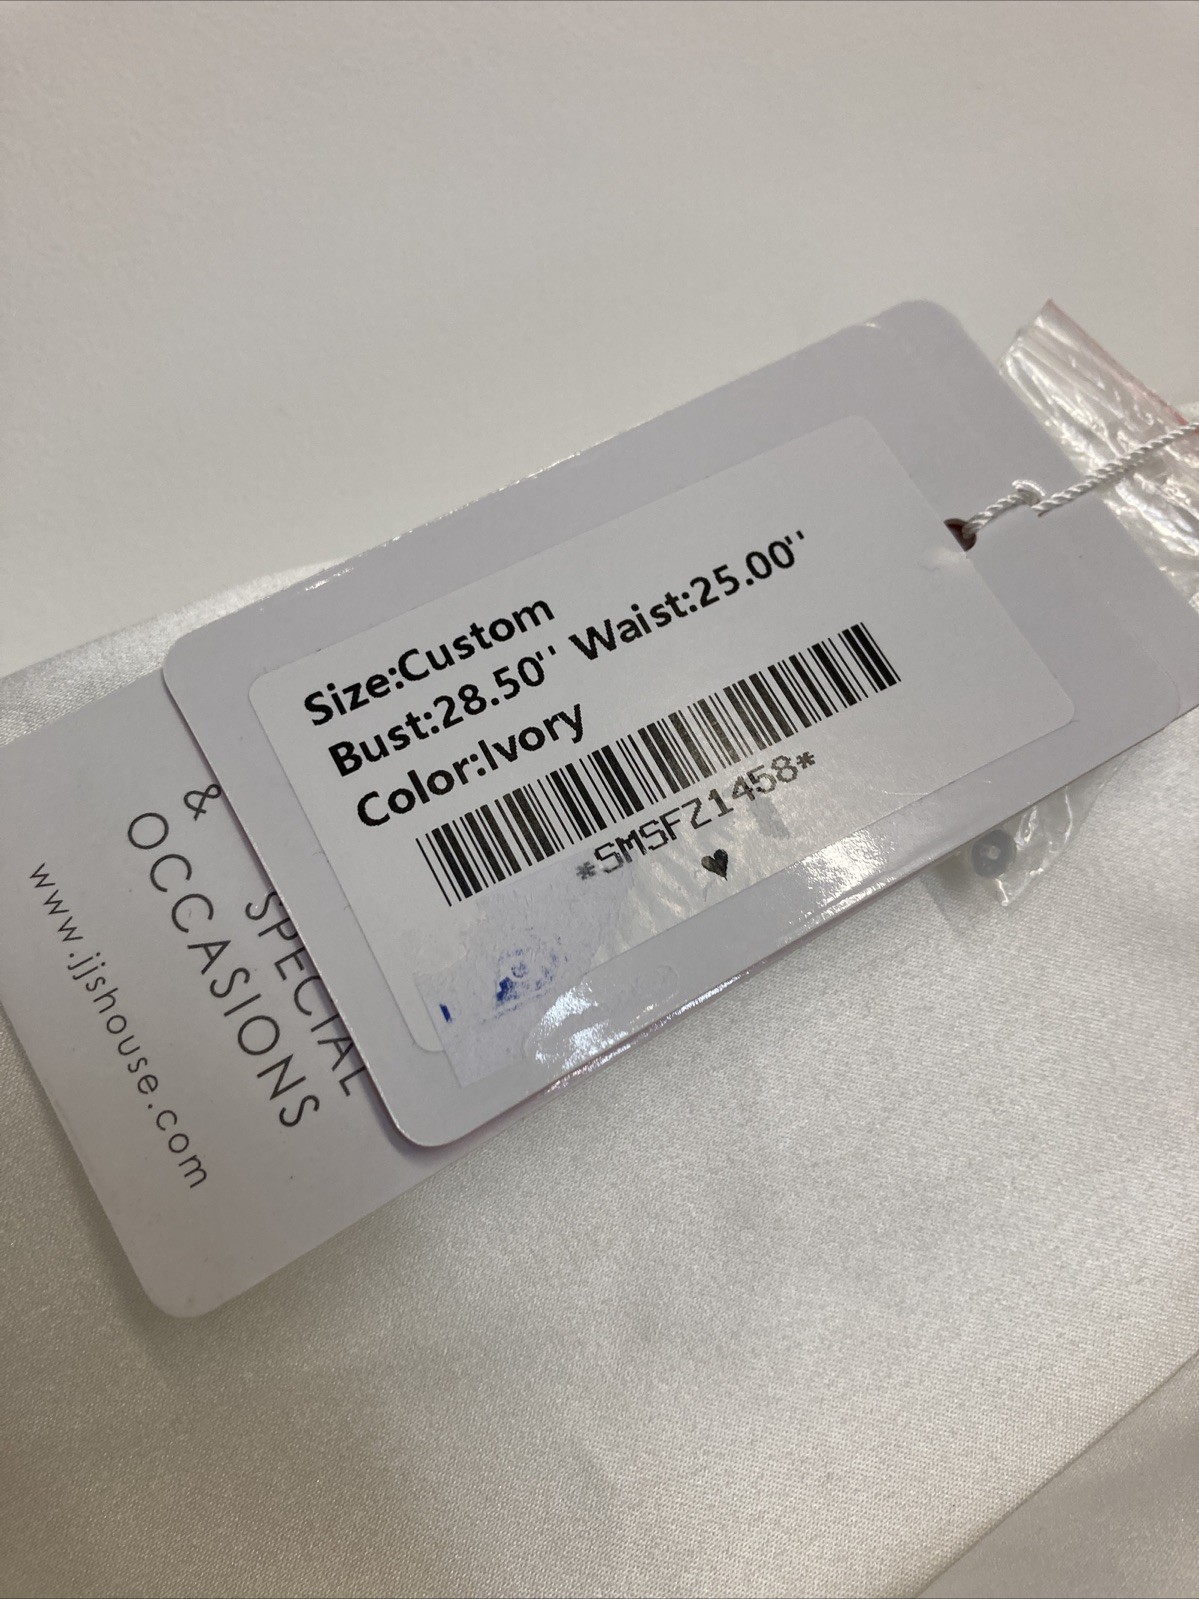 Size:Custom
Bust:28.50'' Waist:25.00''
Color:Ivory
*SMSFZ1458*
SPECIAL
& OCCASIONS
www.jjshouse.com